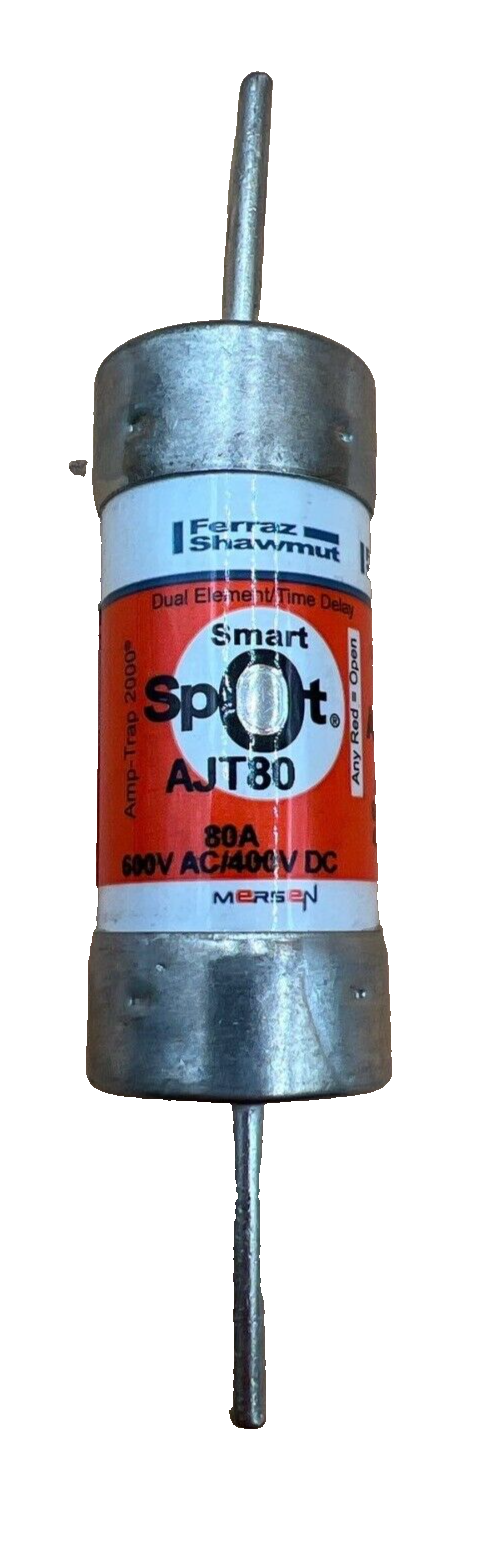 Ferraz
Shawmut
Dual Element/Time Delay
Smart
Spot®
AJT80
Amp-Trap 2000®
Any Red = Open
80A
600V AC/400V DC
MERSEN